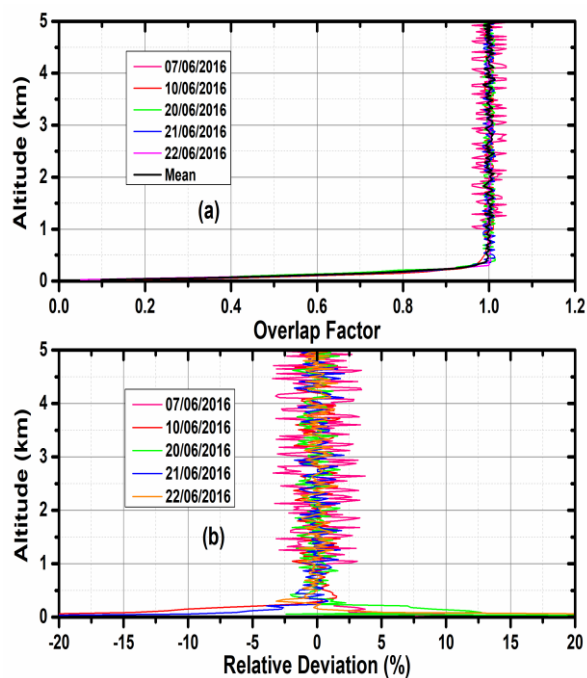 5
4
3
2
1
0
Altitude (km)
07/06/2016
10/06/2016
20/06/2016
21/06/2016
22/06/2016
Mean
(a)
0.0 0.2 0.4 0.6 0.8 1.0 1.2
Overlap Factor
5
4
3
2
1
0
Altitude (km)
07/06/2016
10/06/2016
20/06/2016
21/06/2016
22/06/2016
(b)
-20 -15 -10 -5 0 5 10 15 20
Relative Deviation (%)